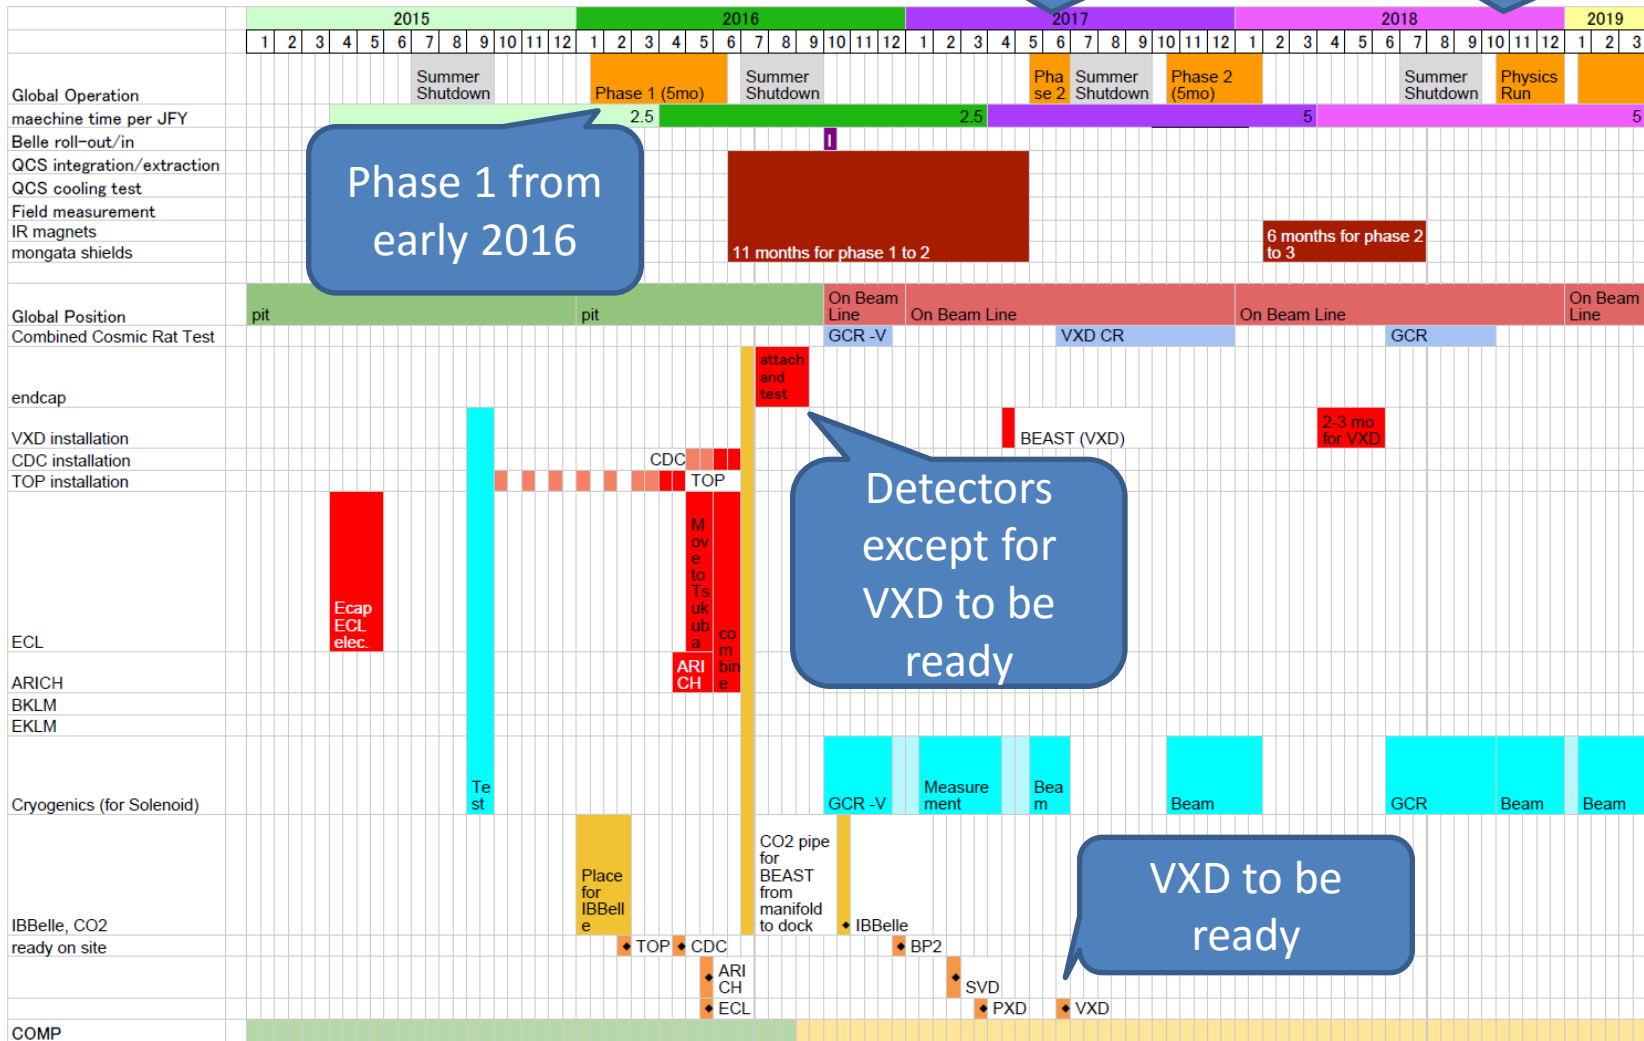 2015 2016 2017 2018 2019
1 2 3 4 5 6 7 8 9 10 11 12 1 2 3 4 5 6 7 8 9 10 11 12 1 2 3 4 5 6 7 8 9 10 11 12 1 2 3 4 5 6 7 8 9 10 11 12 1 2 3
Global Operation
Summer
Shutdown
Phase 1 (5mo)
Summer
Shutdown
Pha
se 2
Summer
Shutdown
Phase 2
(5mo)
Summer
Shutdown
Physics
Run
maechine time per JFY 2.5 2.5 5 5
Belle roll-out/in I
QCS integration/extraction
QCS cooling test
Field measurement
IR magnets
mongata shields
11 months for phase 1 to 2
6 months for phase 2
to 3
Phase 1 from
early 2016
Global Position
pit
pit
On Beam
Line
On Beam Line
On Beam Line
On Beam
Line
Combined Cosmic Rat Test GCR -V VXD CR GCR
endcap
attach
and
test
VXD installation
BEAST (VXD)
2-3 mo
for VXD
CDC installation CDC
TOP installation TOP
Detectors
except for
VXD to be
ready
ECL
Ecap
ECL
elec.
M
ov
e
to
Ts
uk
ub
a
co
m
bin
e
ARICH
ARI
CH
BKLM
EKLM
Cryogenics (for Solenoid)
Te
st
GCR -V
Measure
ment
Bea
m
Beam
GCR
Beam
Beam
IBBelle, CO2
Place
for
IBBell
e
CO2 pipe
for
BEAST
from
manifold
to dock
IBBelle
VXD to be
ready
ready on site TOP CDC BP2
ARI
CH
SVD
ECL PXD VXD
COMP